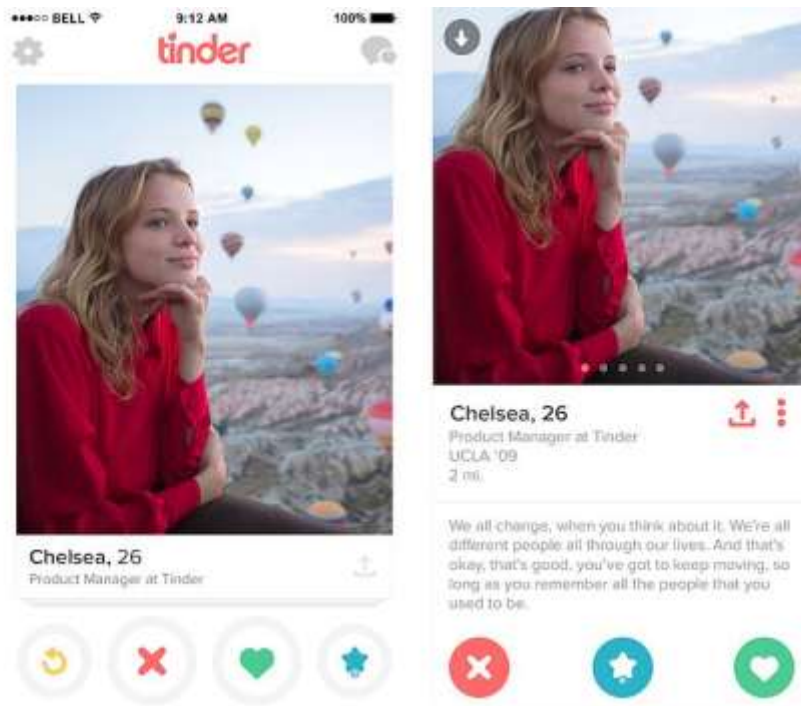 BELL
9:12 AM
100%
tinder
Chelsea, 26
Product Manager at Tinder
Chelsea, 26
Product Manager at Tinder
UCLA '09
2 mi.
We all change, when you think about it. We're all
different people all through our lives. And that's
okay, that's good, you've got to keep moving, so
long as you remember all the people that you
used to be.